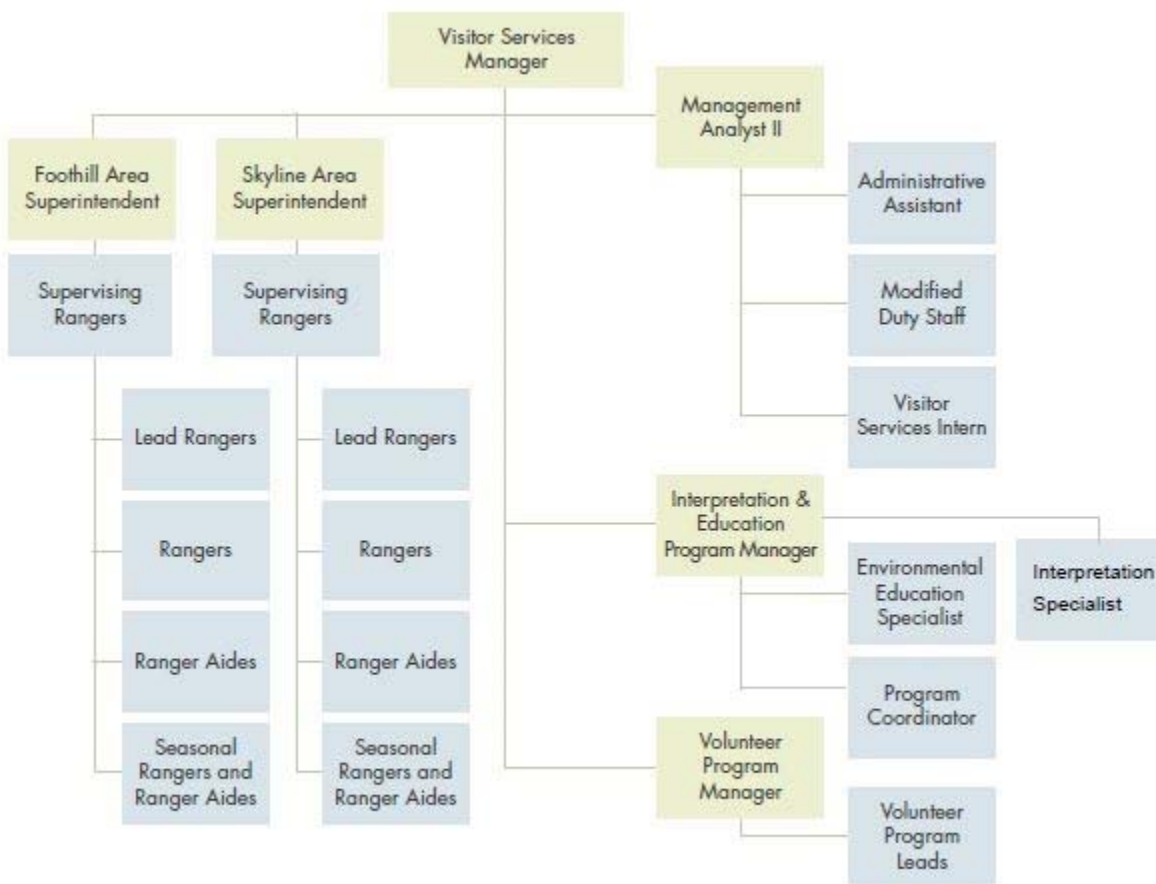 Visitor Services
Manager
Management
Analyst II
Foothill Area
Superintendent
Skyline Area
Superintendent
Administrative
Assistant
Supervising
Rangers
Supervising
Rangers
Modified
Duty Staff
Visitor
Services Intern
Lead Rangers
Lead Rangers
Interpretation &
Education
Program Manager
Rangers
Rangers
Environmental
Education
Specialist
Interpretation
Specialist
Ranger Aides
Ranger Aides
Program
Coordinator
Seasonal
Rangers and
Ranger Aides
Seasonal
Rangers and
Ranger Aides
Volunteer
Program
Manager
Volunteer
Program
Leads